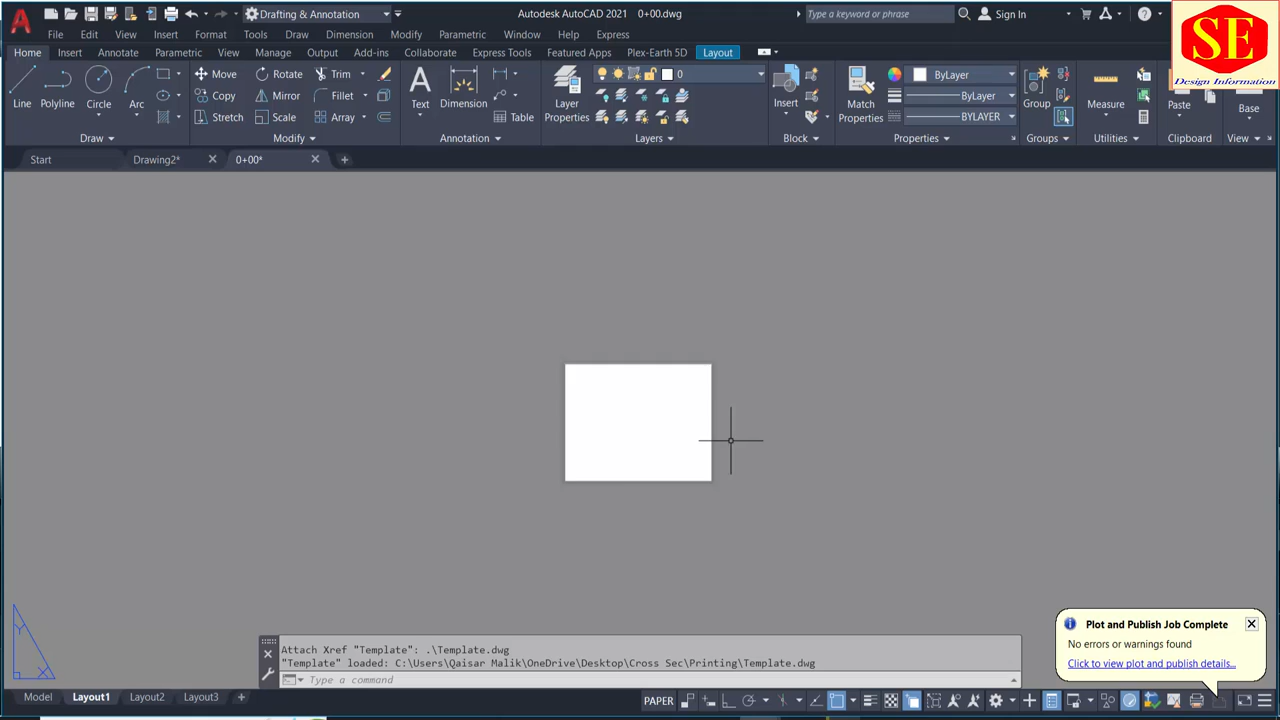 Drafting & Annotation
Autodesk AutoCAD 2021 0+00.dwg
Type a keyword or phrase
Sign In
SE
Design Information
File Edit View Insert Format Tools Draw Dimension Modify Parametric Window Help Express
Home Insert Annotate Parametric View Manage Output Add-ins Collaborate Express Tools Featured Apps Plex-Earth 5D Layout
Line
Polyline
Circle
Arc
Move Rotate Trim
Copy Mirror Fillet
Stretch Scale Array
Text
Dimension
Table
Layer
Properties
0
Insert
Match
Properties
ByLayer
ByLayer
BYLAYER
Group
Measure
Paste
Base
Draw Modify Annotation Layers Block Properties Groups Utilities Clipboard View
Start Drawing2* 0+00*
Y
X
Attach Xref "Template": .\Template.dwg
"Template" loaded: C:\Users\Qaisar Malik\OneDrive\Desktop\Cross Sec\Printing\Template.dwg
Type a command
Plot and Publish Job Complete
No errors or warnings found
Click to view plot and publish details...
Model Layout1 Layout2 Layout3
PAPER